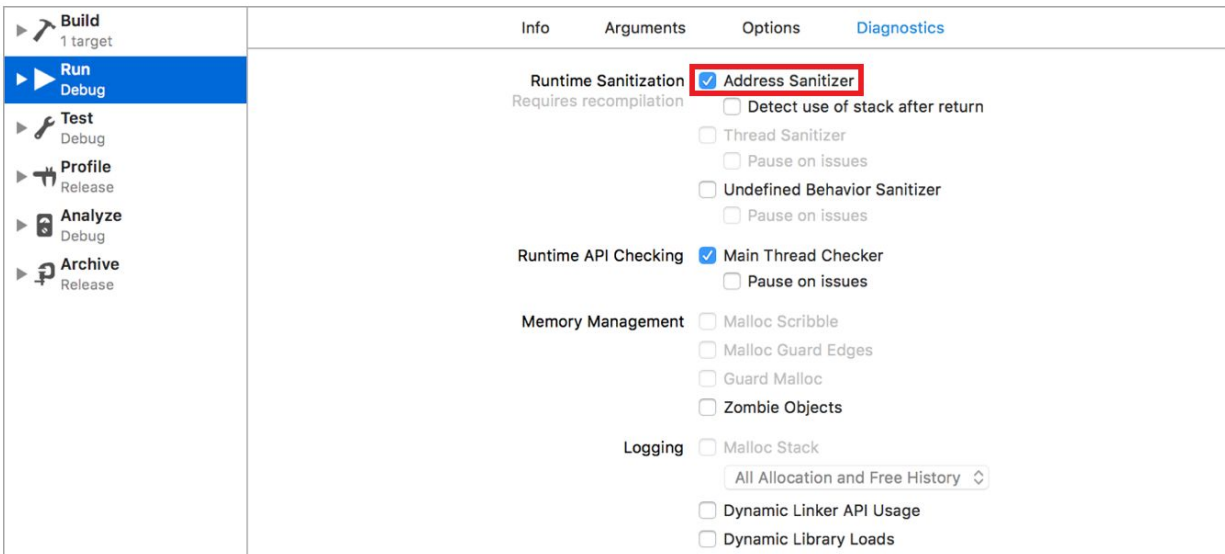 Build
1 target
Run
Debug
Test
Debug
Profile
Release
Analyze
Debug
Archive
Release
Info Arguments Options Diagnostics
Runtime Sanitization Address Sanitizer
Requires recompilation Detect use of stack after return
Thread Sanitizer
Pause on issues
Undefined Behavior Sanitizer
Pause on issues
Runtime API Checking Main Thread Checker
Pause on issues
Memory Management Malloc Scribble
Malloc Guard Edges
Guard Malloc
Zombie Objects
Logging Malloc Stack
All Allocation and Free History
Dynamic Linker API Usage
Dynamic Library Loads